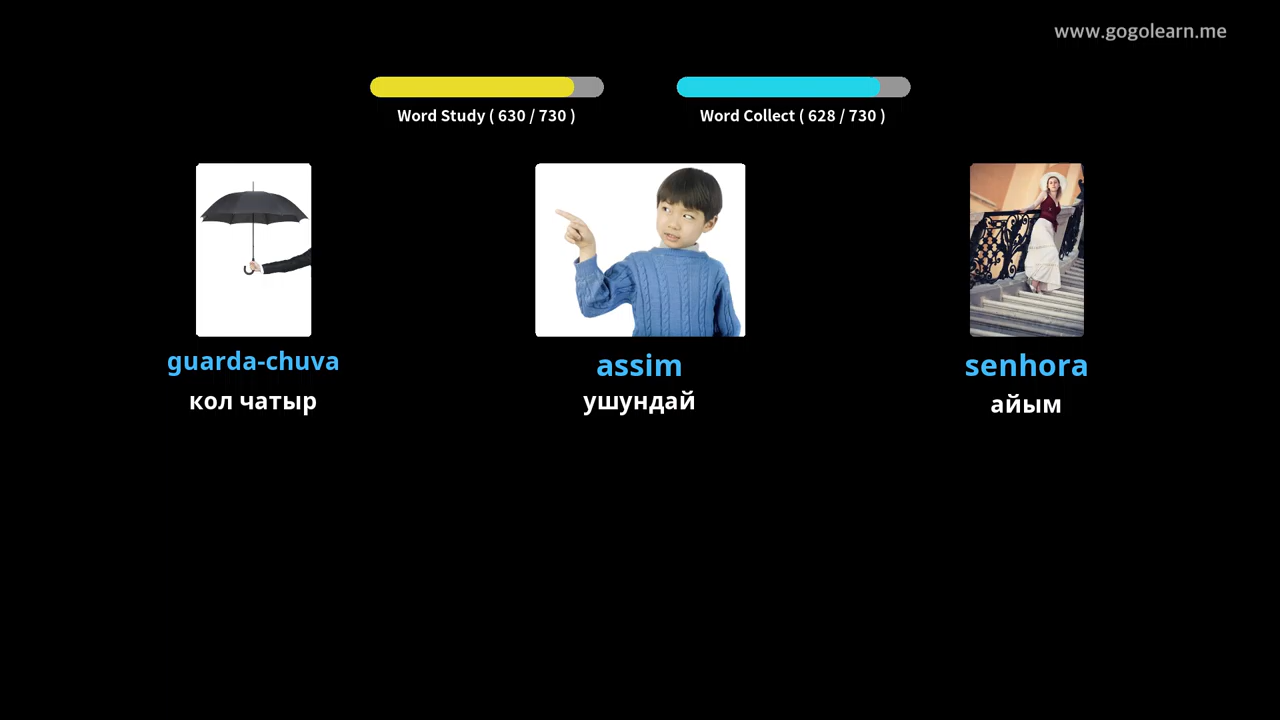 www.gogolearn.me
Word Study ( 630 / 730 )
Word Collect ( 628 / 730 )
guarda-chuva
кол чатыр
assim
ушундай
senhora
айым